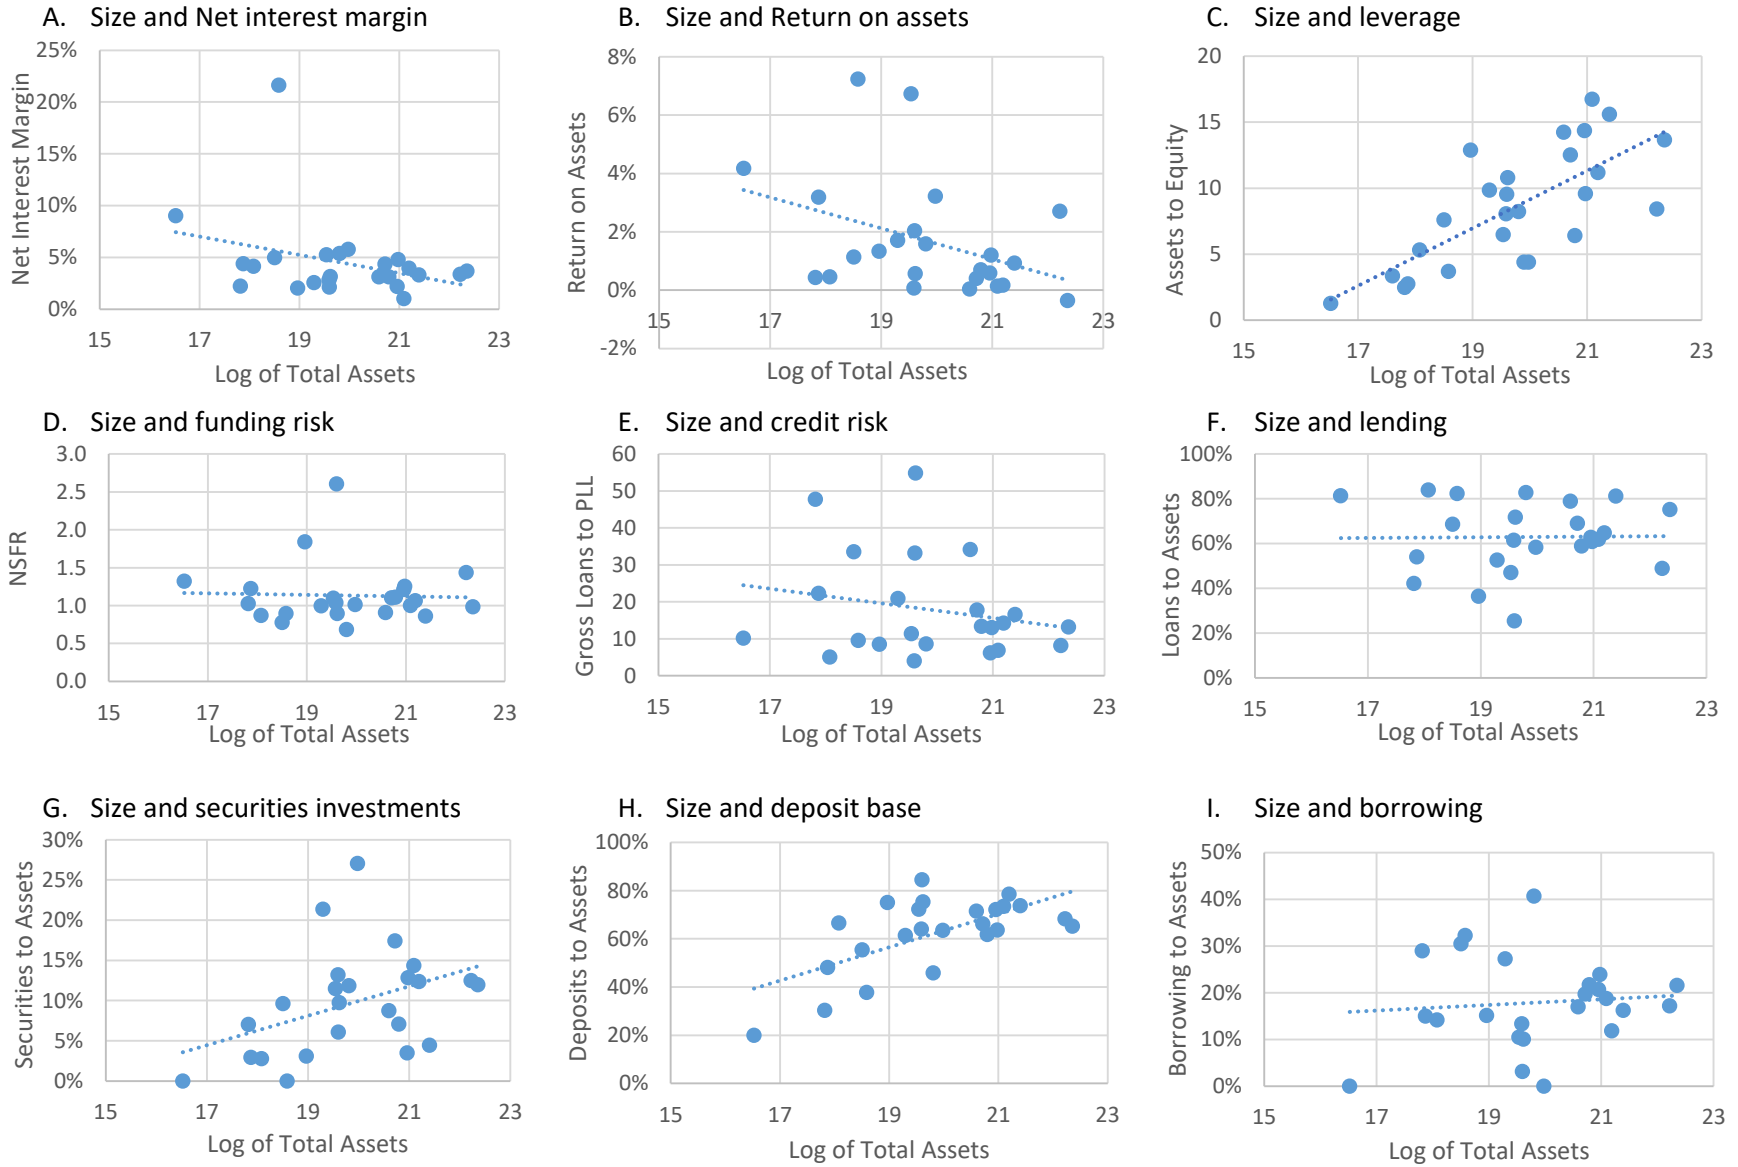 A. Size and Net interest margin
25%
20%
15%
10%
5%
0%
Net Interest Margin
15 17 19 21 23
Log of Total Assets
B. Size and Return on assets
8%
6%
4%
2%
0%
-2%
Return on Assets
15 17 19 21 23
Log of Total Assets
C. Size and leverage
20
15
10
5
0
Assets to Equity
15 17 19 21 23
Log of Total Assets
D. Size and funding risk
3.0
2.5
2.0
1.5
1.0
0.5
0.0
NSFR
15 17 19 21 23
Log of Total Assets
E. Size and credit risk
60
50
40
30
20
10
0
Gross Loans to PLL
15 17 19 21 23
Log of Total Assets
F. Size and lending
100%
80%
60%
40%
20%
0%
Loans to Assets
15 17 19 21 23
Log of Total Assets
G. Size and securities investments
30%
25%
20%
15%
10%
5%
0%
Securities to Assets
15 17 19 21 23
Log of Total Assets
H. Size and deposit base
100%
80%
60%
40%
20%
0%
Deposits to Assets
15 17 19 21 23
Log of Total Assets
I. Size and borrowing
50%
40%
30%
20%
10%
0%
Borrowing to Assets
15 17 19 21 23
Log of Total Assets